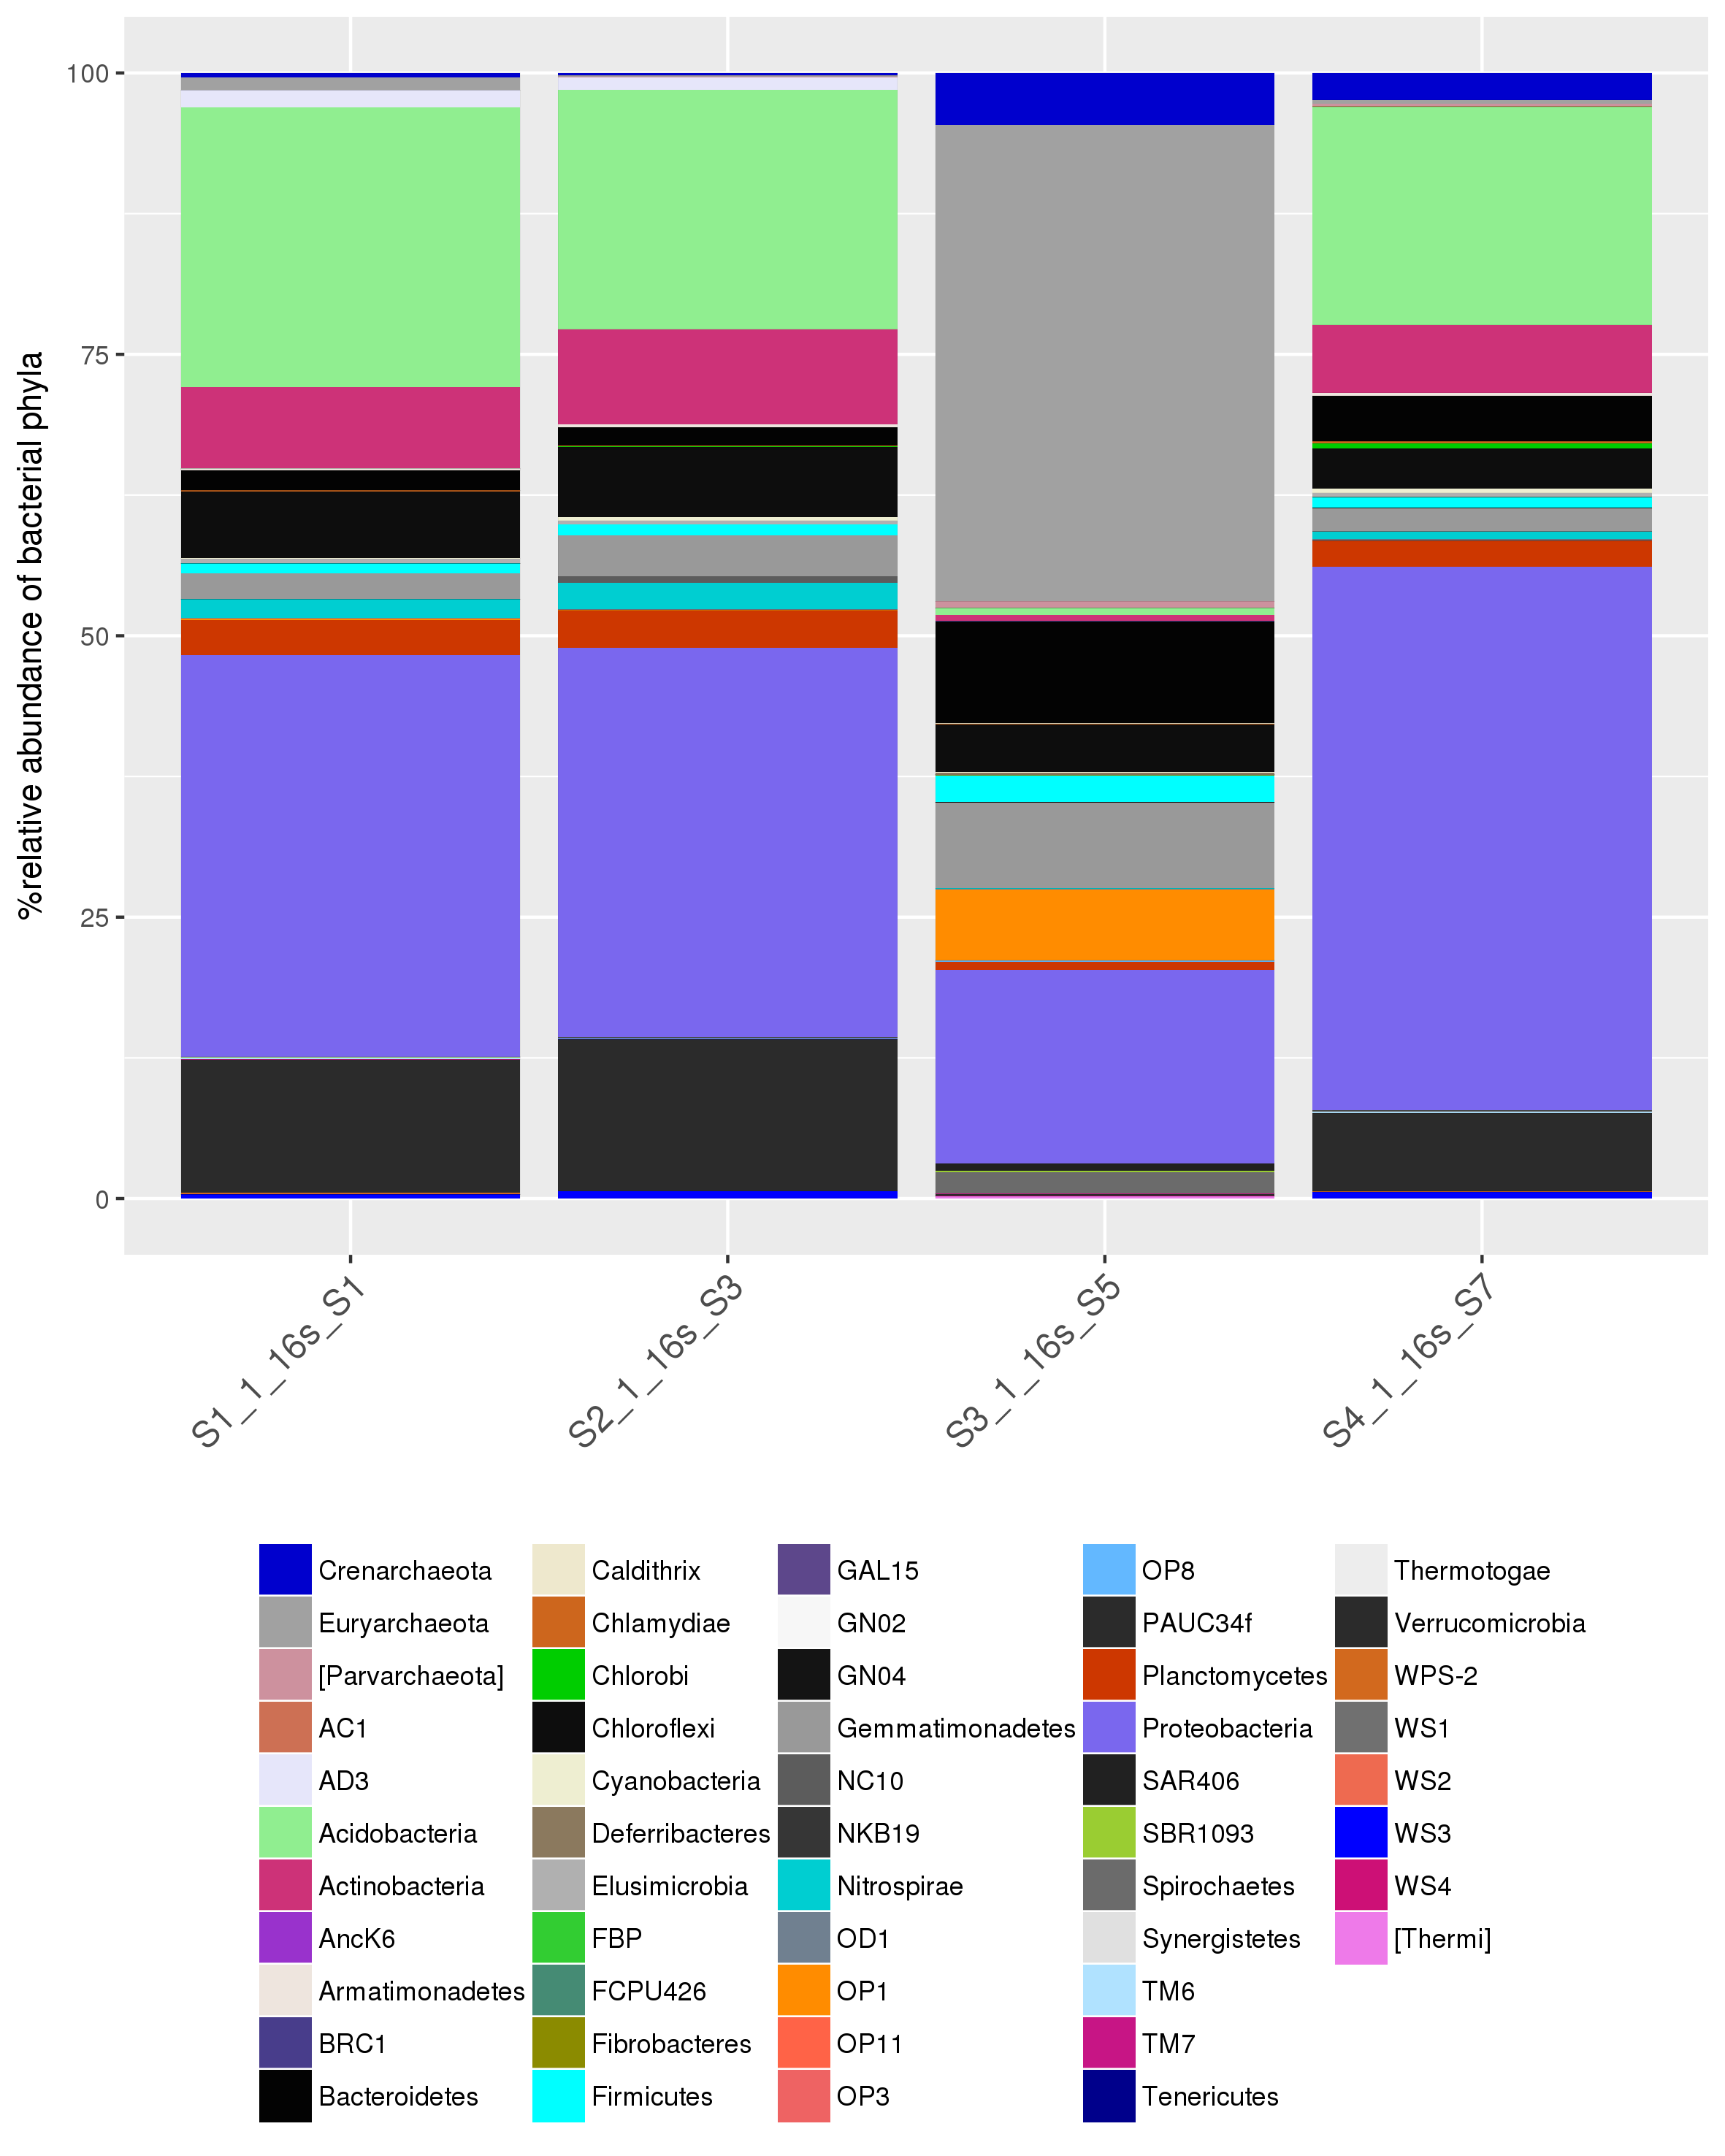 %relative abundance of bacterial phyla
100
75
50
25
0
S1_1_16s_S1
S2_1_16s_S3
S3_1_16s_S5
S4_1_16s_S7
Crenarchaeota
Euryarchaeota
[Parvarchaeota]
AC1
AD3
Acidobacteria
Actinobacteria
AncK6
Armatimonadetes
BRC1
Bacteroidetes
Caldithrix
Chlamydiae
Chlorobi
Chloroflexi
Cyanobacteria
Deferribacteres
Elusimicrobia
FBP
FCPU426
Fibrobacteres
Firmicutes
GAL15
GN02
GN04
Gemmatimonadetes
NC10
NKB19
Nitrospirae
OD1
OP1
OP11
OP3
OP8
PAUC34f
Planctomycetes
Proteobacteria
SAR406
SBR1093
Spirochaetes
Synergistetes
TM6
TM7
Tenericutes
Thermotogae
Verrucomicrobia
WPS-2
WS1
WS2
WS3
WS4
[Thermi]